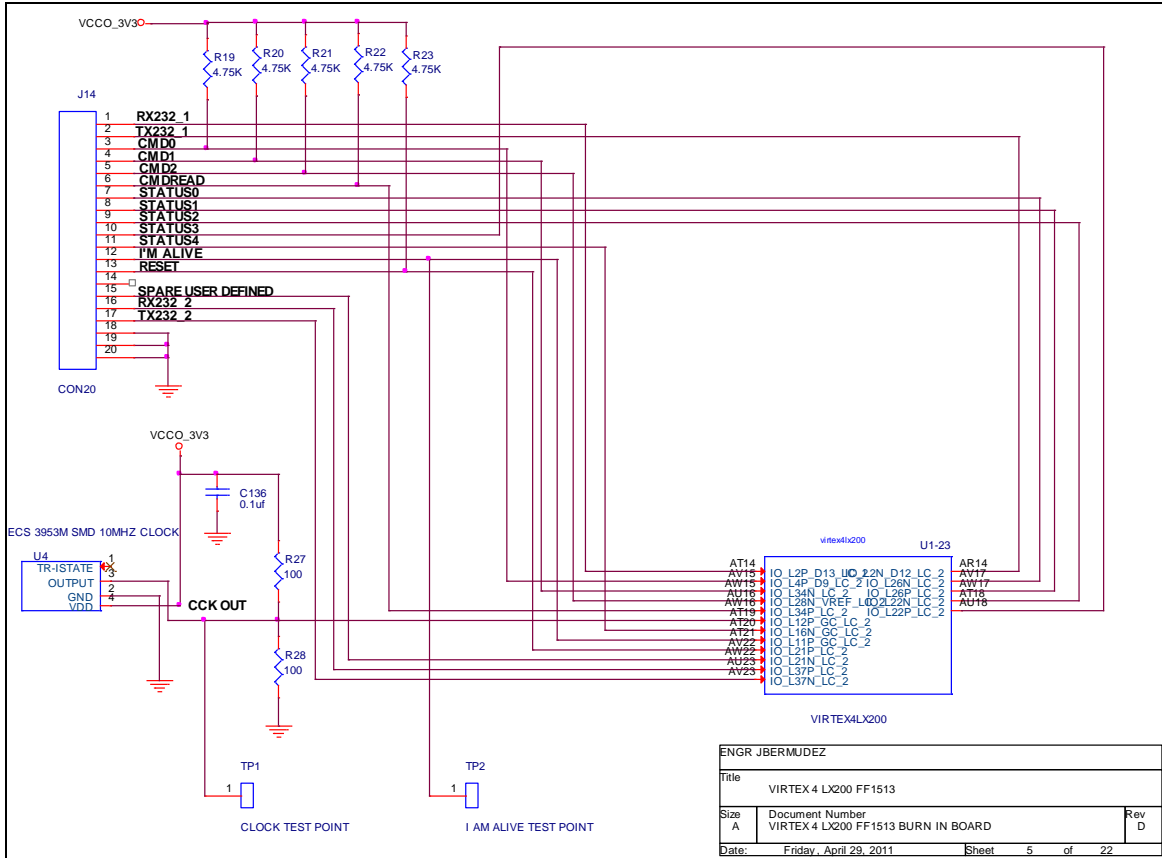 VCCO_3V3
R19
4.75K
R20
4.75K
R21
4.75K
R22
4.75K
R23
4.75K
J14
1 RX232_1
2 TX232_1
3 CMD0
4 CMD1
5 CMD2
6 CMDREAD
7 STATUS0
8 STATUS1
9 STATUS2
10 STATUS3
11 STATUS4
12 I'M ALIVE
13 RESET
14
15 SPARE USER DEFINED
16 RX232_2
17 TX232_2
18
19
20
CON20
VCCO_3V3
C136
0.1uf
ECS 3953M SMD 10MHZ CLOCK
U4
TR-ISTATE 1
OUTPUT 3
GND 2
VDD 4
CCK OUT
R27
100
R28
100
TP1
1
CLOCK TEST POINT
TP2
1
I AM ALIVE TEST POINT
virtex4lx200
U1-23
AT14
AV15
AW15
AU16
AW16
AT19
AT20
AT21
AV22
AW22
AU23
AV23
IO_L2P_D13_LC_2
IO_L4P_D9_LC_2
IO_L34N_LC_2
IO_L28N_VREF_LC_2
IO_L34P_LC_2
IO_L12P_GC_LC_2
IO_L16N_GC_LC_2
IO_L11P_GC_LC_2
IO_L21P_LC_2
IO_L21N_LC_2
IO_L37P_LC_2
IO_L37N_LC_2
IO_L2N_D12_LC_2
IO_L26N_LC_2
IO_L26P_LC_2
IO_L22N_LC_2
IO_L22P_LC_2
AR14
AV17
AW17
AT18
AU18
VIRTEX4LX200
ENGR JBERMUDEZ
Title
VIRTEX 4 LX200 FF1513
Size
A
Document Number
VIRTEX 4 LX200 FF1513 BURN IN BOARD
Rev
D
Date: Friday, April 29, 2011 Sheet 5 of 22